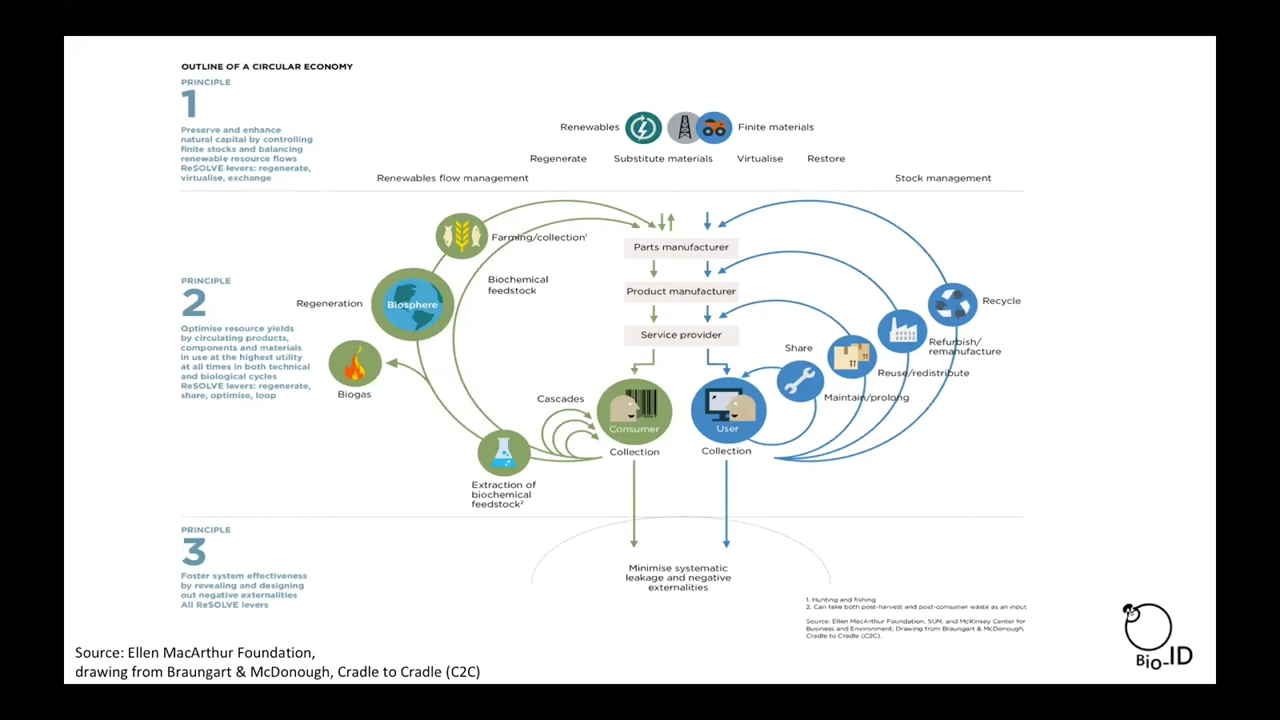 OUTLINE OF A CIRCULAR ECONOMY
PRINCIPLE
1
Preserve and enhance
natural capital by controlling
finite stocks and balancing
renewable resource flows
ReSOLVE levers: regenerate,
virtualise, exchange
Renewables
Finite materials
Regenerate
Substitute materials
Virtualise
Restore
Renewables flow management
Stock management
PRINCIPLE
2
Optimise resource yields
by circulating products,
components and materials
in use at the highest utility
at all times in both technical
and biological cycles
ReSOLVE levers: regenerate,
share, optimise, loop
Farming/collection¹
Biochemical
feedstock
Regeneration
Biosphere
Biogas
Cascades
Extraction of
biochemical
feedstock²
Parts manufacturer
Product manufacturer
Service provider
Consumer
Collection
User
Collection
Share
Maintain/prolong
Reuse/redistribute
Refurbish/
remanufacture
Recycle
PRINCIPLE
3
Foster system effectiveness
by revealing and designing
out negative externalities
All ReSOLVE levers
Minimise systematic
leakage and negative
externalities
1. Hunting and fishing
2. Can take both post-harvest and post-consumer waste as an input
Source: Ellen MacArthur Foundation, SUN, and McKinsey Center for
Business and Environment; Drawing from Braungart & McDonough,
Cradle to Cradle (C2C).
Source: Ellen MacArthur Foundation,
drawing from Braungart & McDonough, Cradle to Cradle (C2C)
Bio-ID